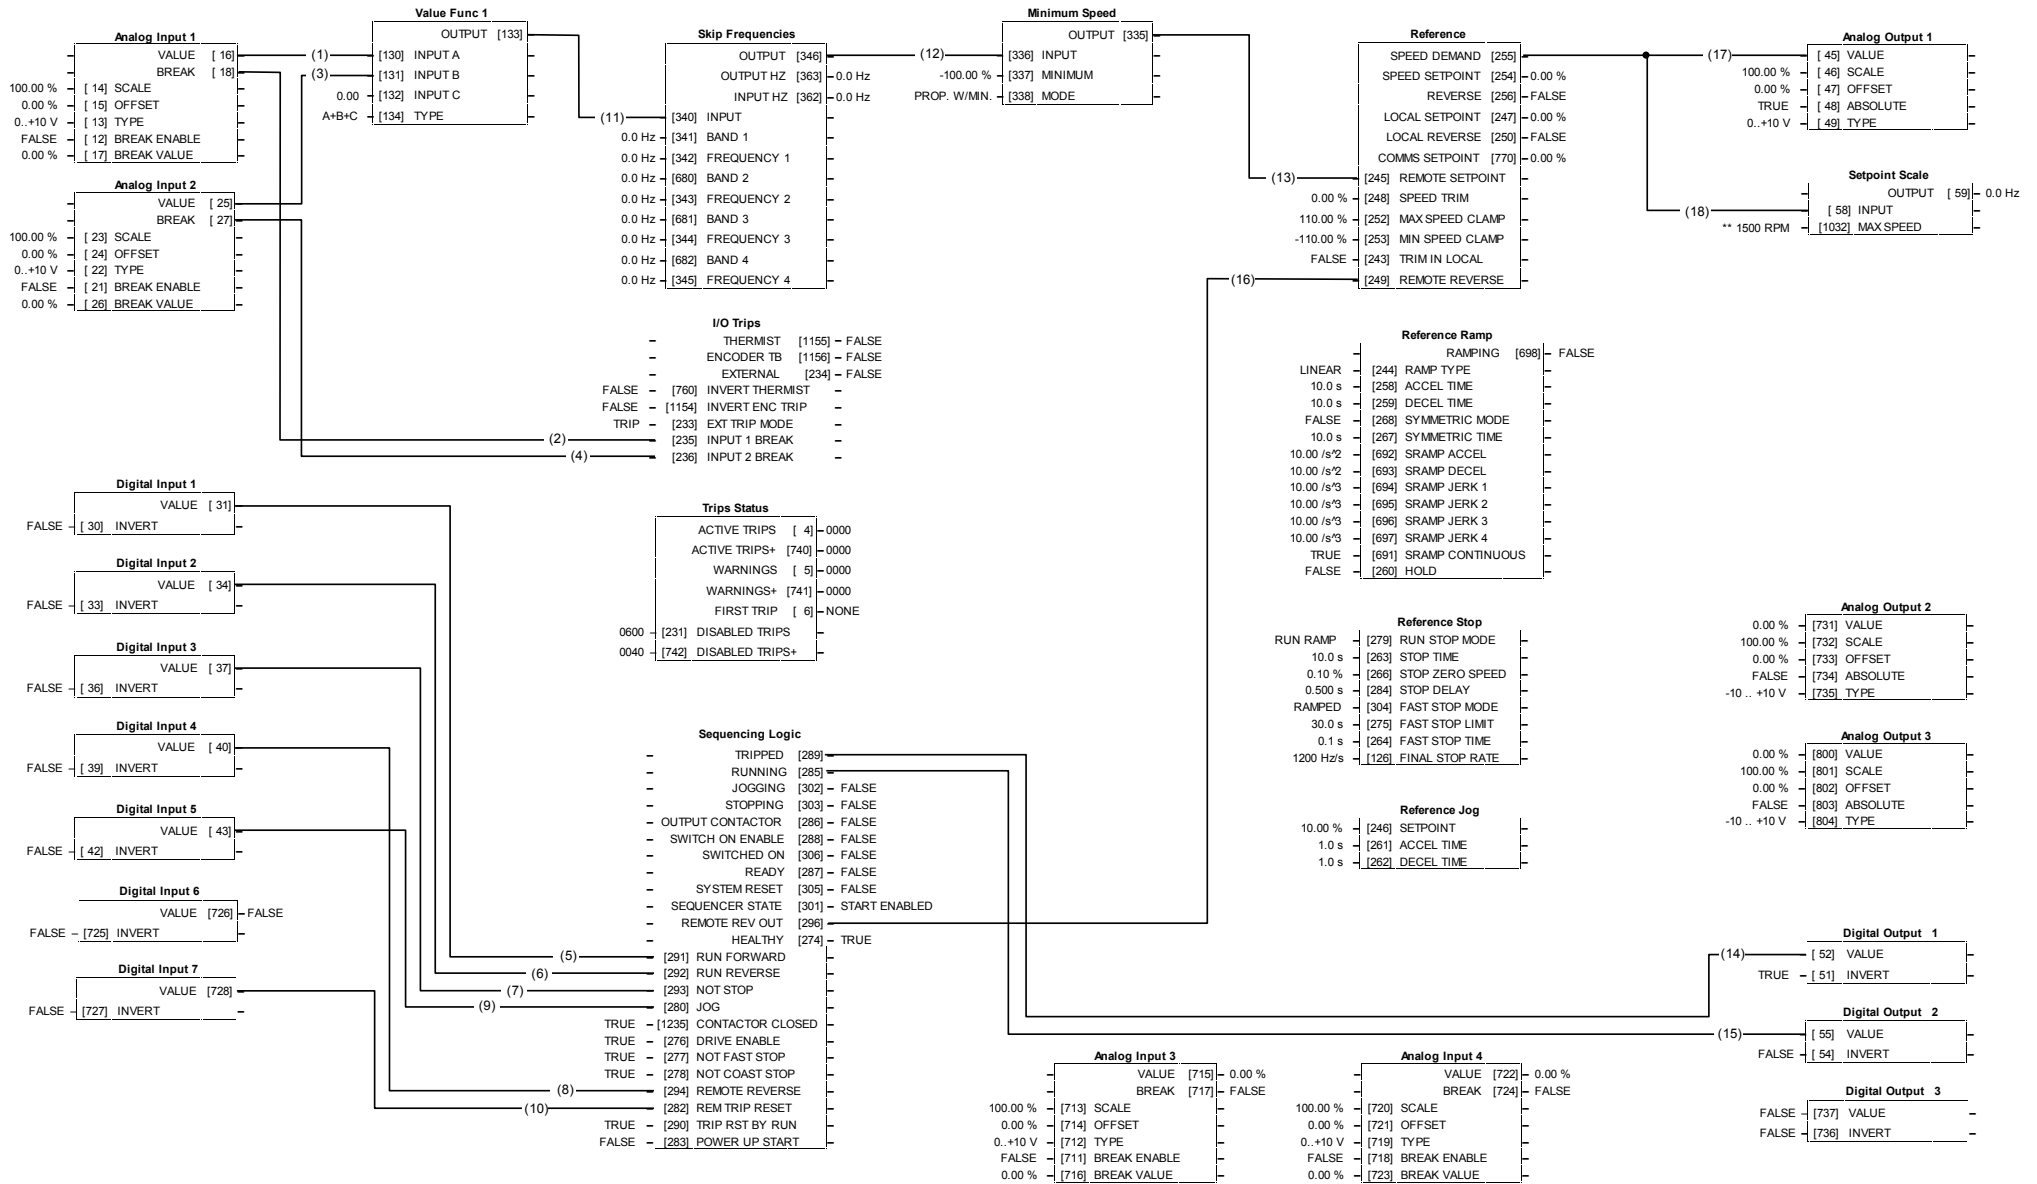 Analog Input 1
VALUE [ 16]
BREAK [ 18]
100.00 % [ 14] SCALE
0.00 % [ 15] OFFSET
0..+10 V [ 13] TYPE
FALSE [ 12] BREAK ENABLE
0.00 % [ 17] BREAK VALUE
Analog Input 2
VALUE [ 25]
BREAK [ 27]
100.00 % [ 23] SCALE
0.00 % [ 24] OFFSET
0..+10 V [ 22] TYPE
FALSE [ 21] BREAK ENABLE
0.00 % [ 26] BREAK VALUE
(1)
(3)
Value Func 1
OUTPUT [133]
[130] INPUT A
[131] INPUT B
0.00 [132] INPUT C
A+B+C [134] TYPE
(11)
Skip Frequencies
OUTPUT [346]
OUTPUT HZ [363] 0.0 Hz
INPUT HZ [362] 0.0 Hz
[340] INPUT
0.0 Hz [341] BAND 1
0.0 Hz [342] FREQUENCY 1
0.0 Hz [680] BAND 2
0.0 Hz [343] FREQUENCY 2
0.0 Hz [681] BAND 3
0.0 Hz [344] FREQUENCY 3
0.0 Hz [682] BAND 4
0.0 Hz [345] FREQUENCY 4
(12)
Minimum Speed
OUTPUT [335]
[336] INPUT
-100.00 % [337] MINIMUM
PROP. W/MIN. [338] MODE
(13)
(16)
Reference
SPEED DEMAND [255]
SPEED SETPOINT [254] 0.00 %
REVERSE [256] FALSE
LOCAL SETPOINT [247] 0.00 %
LOCAL REVERSE [250] FALSE
COMMS SETPOINT [770] 0.00 %
[245] REMOTE SETPOINT
0.00 % [248] SPEED TRIM
110.00 % [252] MAX SPEED CLAMP
-110.00 % [253] MIN SPEED CLAMP
FALSE [243] TRIM IN LOCAL
[249] REMOTE REVERSE
(17)
(18)
Analog Output 1
[ 45] VALUE
100.00 % [ 46] SCALE
0.00 % [ 47] OFFSET
TRUE [ 48] ABSOLUTE
0..+10 V [ 49] TYPE
Setpoint Scale
OUTPUT [ 59] 0.0 Hz
[ 58] INPUT
** 1500 RPM [1032] MAX SPEED
I/O Trips
THERMIST [1155] FALSE
ENCODER TB [1156] FALSE
EXTERNAL [234] FALSE
FALSE [760] INVERT THERMIST
FALSE [1154] INVERT ENC TRIP
TRIP [233] EXT TRIP MODE
(2) [235] INPUT 1 BREAK
(4) [236] INPUT 2 BREAK
Reference Ramp
RAMPING [698] FALSE
LINEAR [244] RAMP TYPE
10.0 s [258] ACCEL TIME
10.0 s [259] DECEL TIME
FALSE [268] SYMMETRIC MODE
10.0 s [267] SYMMETRIC TIME
10.00 /s^2 [692] SRAMP ACCEL
10.00 /s^2 [693] SRAMP DECEL
10.00 /s^3 [694] SRAMP JERK 1
10.00 /s^3 [695] SRAMP JERK 2
10.00 /s^3 [696] SRAMP JERK 3
10.00 /s^3 [697] SRAMP JERK 4
TRUE [691] SRAMP CONTINUOUS
FALSE [260] HOLD
Digital Input 1
VALUE [ 31]
FALSE [ 30] INVERT
Digital Input 2
VALUE [ 34]
FALSE [ 33] INVERT
Digital Input 3
VALUE [ 37]
FALSE [ 36] INVERT
Digital Input 4
VALUE [ 40]
FALSE [ 39] INVERT
Digital Input 5
VALUE [ 43]
FALSE [ 42] INVERT
Digital Input 6
VALUE [726] FALSE
FALSE [725] INVERT
Digital Input 7
VALUE [728]
FALSE [727] INVERT
Trips Status
ACTIVE TRIPS [ 4] 0000
ACTIVE TRIPS+ [740] 0000
WARNINGS [ 5] 0000
WARNINGS+ [741] 0000
FIRST TRIP [ 6] NONE
0600 [231] DISABLED TRIPS
0040 [742] DISABLED TRIPS+
Sequencing Logic
TRIPPED [289]
RUNNING [285]
JOGGING [302] FALSE
STOPPING [303] FALSE
OUTPUT CONTACTOR [286] FALSE
SWITCH ON ENABLE [288] FALSE
SWITCHED ON [306] FALSE
READY [287] FALSE
SYSTEM RESET [305] FALSE
SEQUENCER STATE [301] START ENABLED
REMOTE REV OUT [296]
HEALTHY [274] TRUE
(5) [291] RUN FORWARD
(6) [292] RUN REVERSE
(7) [293] NOT STOP
(9) [280] JOG
TRUE [1235] CONTACTOR CLOSED
TRUE [276] DRIVE ENABLE
TRUE [277] NOT FAST STOP
TRUE [278] NOT COAST STOP
(8) [294] REMOTE REVERSE
(10) [282] REM TRIP RESET
TRUE [290] TRIP RST BY RUN
FALSE [283] POWER UP START
Reference Stop
RUN RAMP [279] RUN STOP MODE
10.0 s [263] STOP TIME
0.10 % [266] STOP ZERO SPEED
0.500 s [284] STOP DELAY
RAMPED [304] FAST STOP MODE
30.0 s [275] FAST STOP LIMIT
0.1 s [264] FAST STOP TIME
1200 Hz/s [126] FINAL STOP RATE
Reference Jog
10.00 % [246] SETPOINT
1.0 s [261] ACCEL TIME
1.0 s [262] DECEL TIME
Analog Output 2
0.00 % [731] VALUE
100.00 % [732] SCALE
0.00 % [733] OFFSET
FALSE [734] ABSOLUTE
-10 .. +10 V [735] TYPE
Analog Output 3
0.00 % [800] VALUE
100.00 % [801] SCALE
0.00 % [802] OFFSET
FALSE [803] ABSOLUTE
-10 .. +10 V [804] TYPE
Digital Output 1
(14) [ 52] VALUE
TRUE [ 51] INVERT
Digital Output 2
(15) [ 55] VALUE
FALSE [ 54] INVERT
Digital Output 3
FALSE [737] VALUE
FALSE [736] INVERT
Analog Input 3
VALUE [715] 0.00 %
BREAK [717] FALSE
100.00 % [713] SCALE
0.00 % [714] OFFSET
0..+10 V [712] TYPE
FALSE [711] BREAK ENABLE
0.00 % [716] BREAK VALUE
Analog Input 4
VALUE [722] 0.00 %
BREAK [724] FALSE
100.00 % [720] SCALE
0.00 % [721] OFFSET
0..+10 V [719] TYPE
FALSE [718] BREAK ENABLE
0.00 % [723] BREAK VALUE